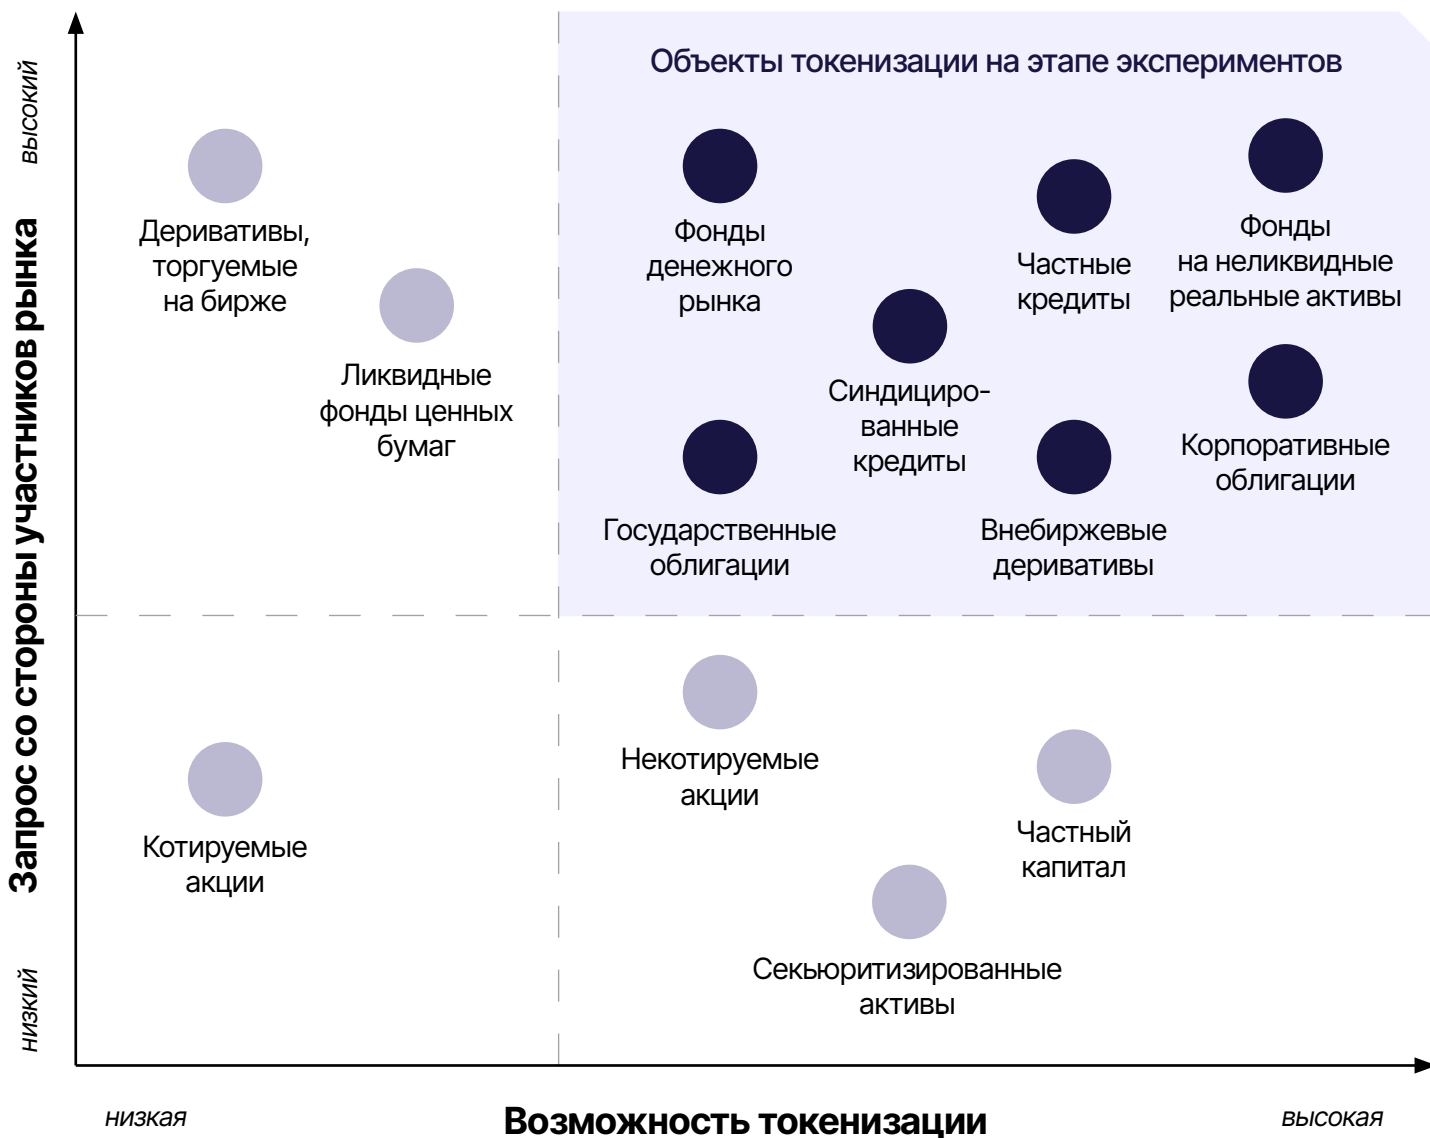 Объекты токенизации на этапе экспериментов
высокий
Запрос со стороны участников рынка
низкий
Деривативы,
торгуемые
на бирже
Ликвидные
фонды ценных
бумаг
Фонды
денежного
рынка
Частные
кредиты
Фонды
на неликвидные
реальные активы
Синдициро-
ванные
кредиты
Корпоративные
облигации
Государственные
облигации
Внебиржевые
деривативы
Котируемые
акции
Некотируемые
акции
Частный
капитал
Секьюритизированные
активы
низкая
Возможность токенизации
высокая